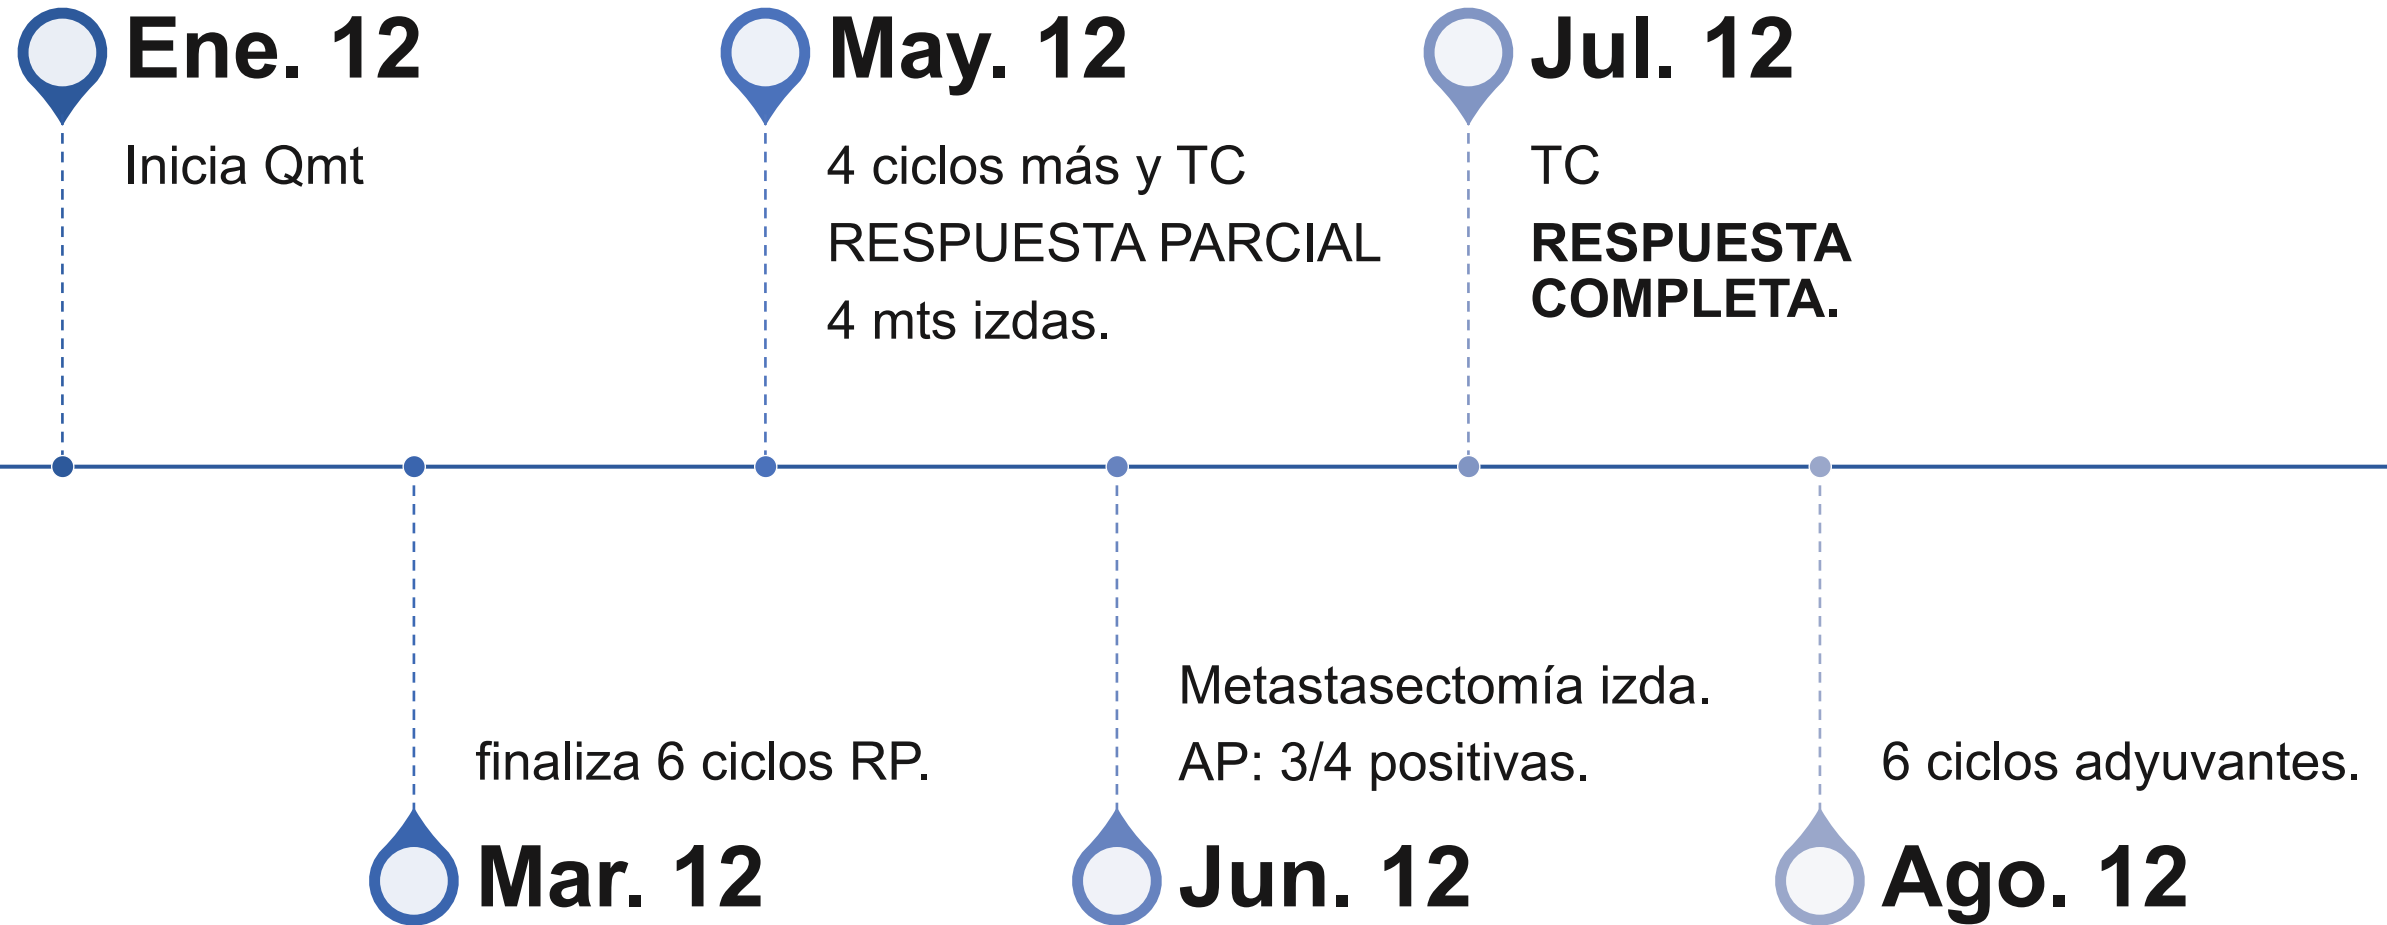 Ene. 12
Inicia Qmt
finaliza 6 ciclos RP.
Mar. 12
May. 12
4 ciclos más y TC
RESPUESTA PARCIAL
4 mts izdas.
Metastasectomía izda.
AP: 3/4 positivas.
Jun. 12
Jul. 12
TC
RESPUESTA
COMPLETA.
6 ciclos adyuvantes.
Ago. 12